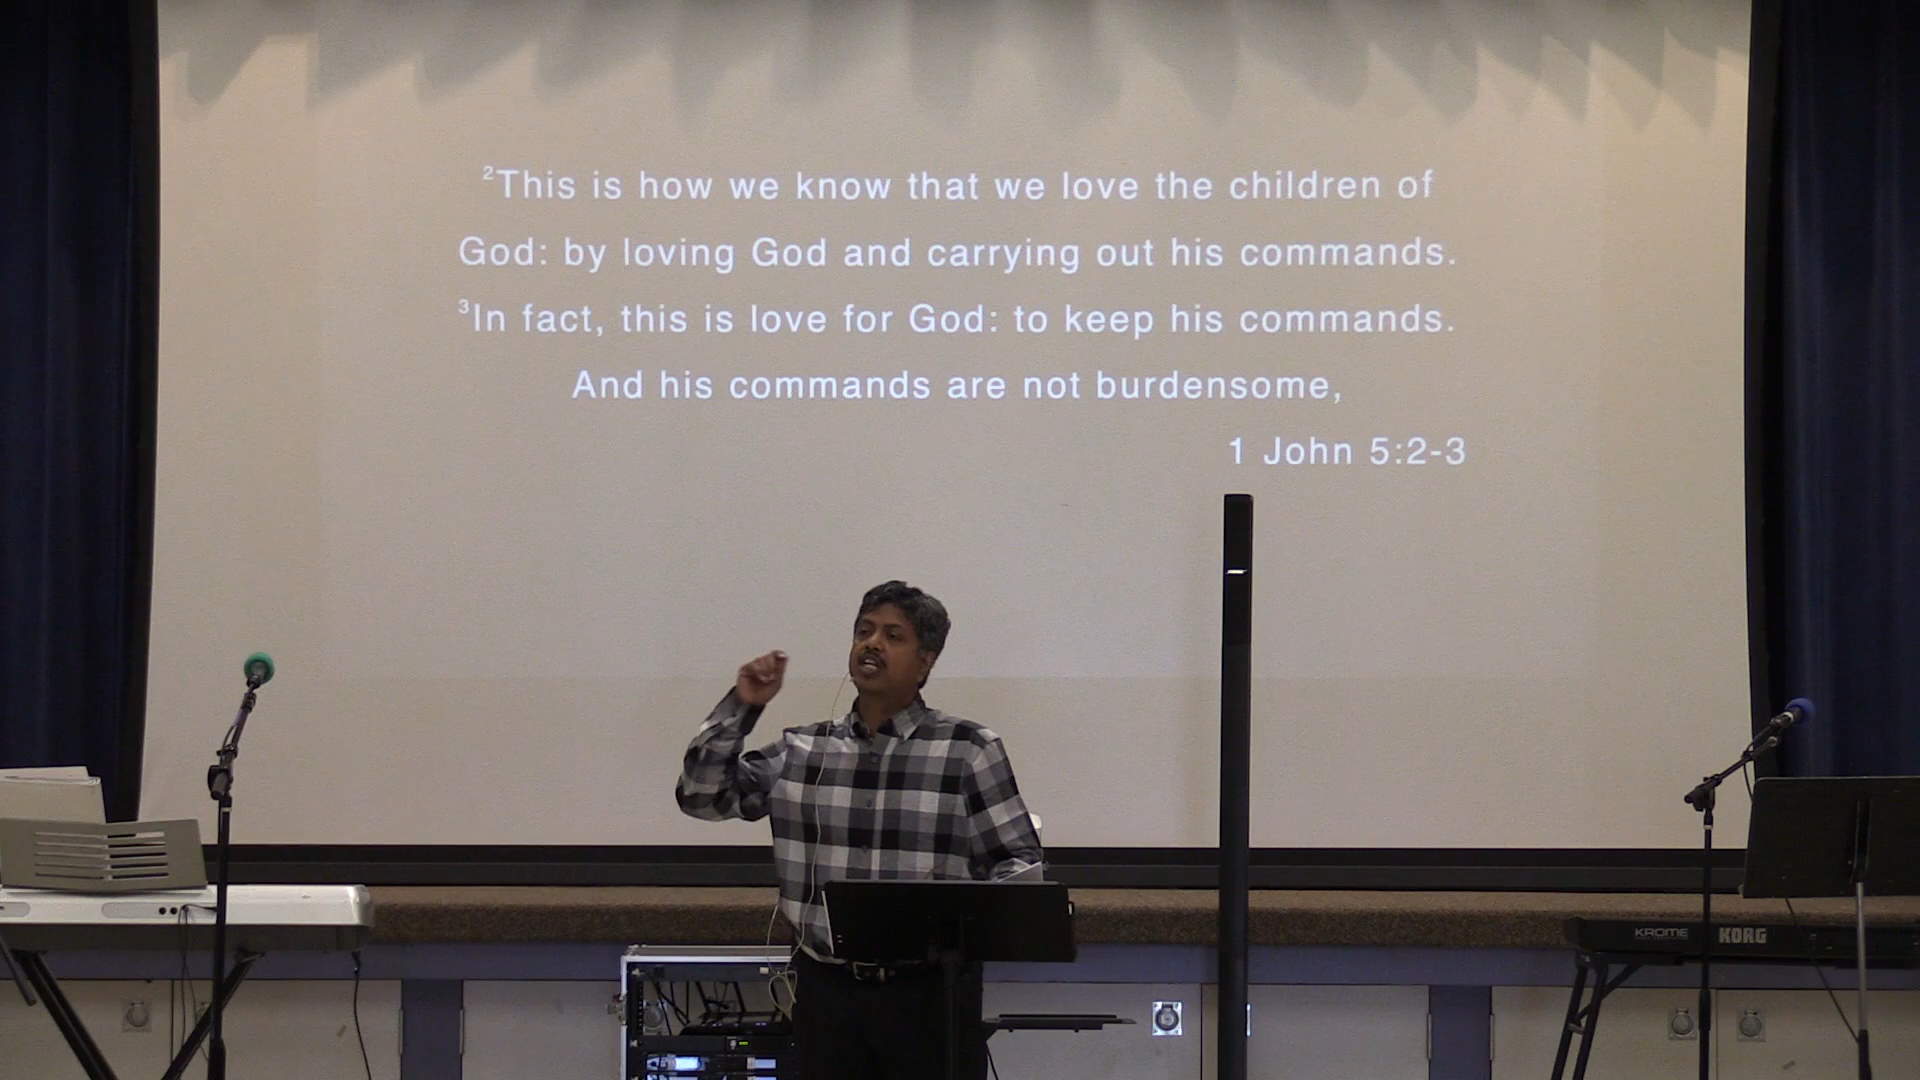 ²This is how we know that we love the children of
God: by loving God and carrying out his commands.
³In fact, this is love for God: to keep his commands.
And his commands are not burdensome,
1 John 5:2-3
KROME KORG